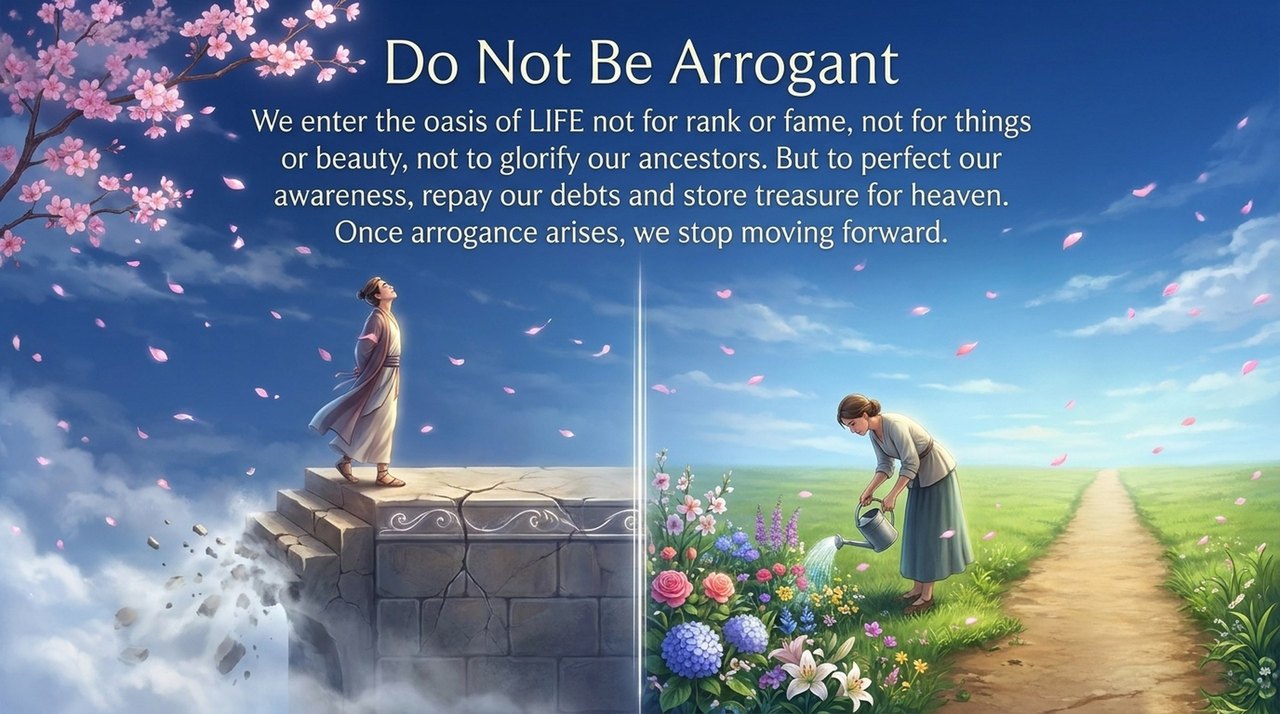 Do Not Be Arrogant
We enter the oasis of LIFE not for rank or fame, not for things
or beauty, not to glorify our ancestors. But to perfect our
awareness, repay our debts and store treasure for heaven.
Once arrogance arises, we stop moving forward.